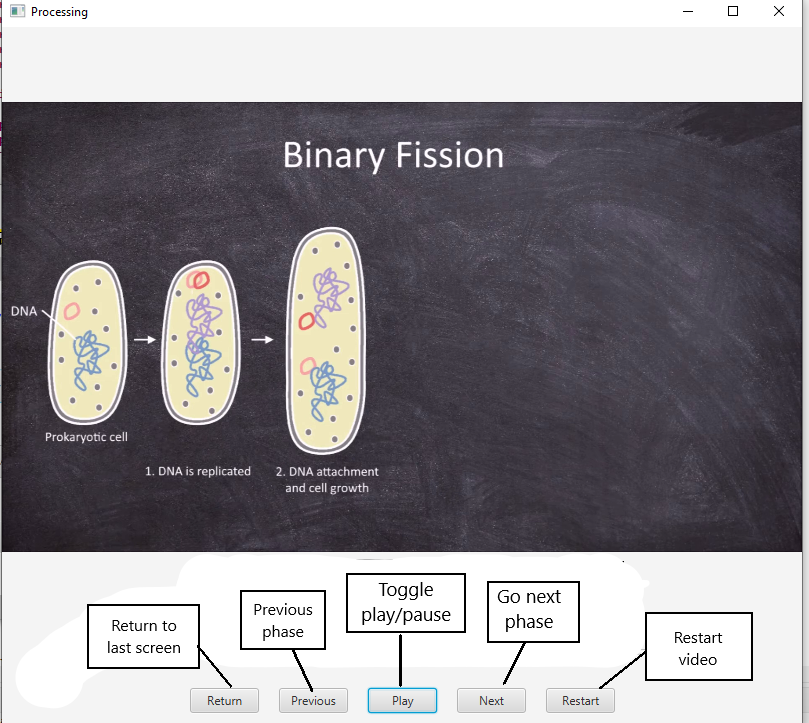 Processing
Binary Fission
DNA
Prokaryotic cell
1. DNA is replicated
2. DNA attachment
and cell growth
Return to
last screen
Previous
phase
Toggle
play/pause
Go next
phase
Restart
video
Return
Previous
Play
Next
Restart